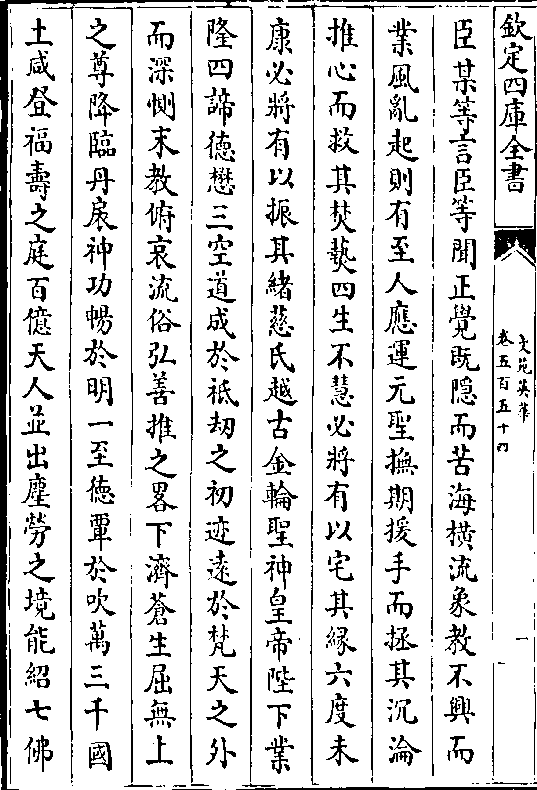 欽定四庫全書
文苑英華
卷五百五十四
一
臣某等言臣等聞正覺既隠而苦海横流象教不興而
業風亂起則有至人應運元聖撫期援手而拯其沉淪
推心而救其焚爇四生不慧必將有以宅其縁六度未
康必將有以振其緒慈氏越古金輪聖神皇帝陛下業
隆四諦德懋三空道成於祗刼之初迹逺於梵天之外
而深惻末教俯哀流俗弘善推之畧下濟蒼生屈無上
之尊降臨丹扆神功暢於明一至德覃於吹萬三千國
土咸登福壽之庭百億天人並出塵勞之境能紹七佛